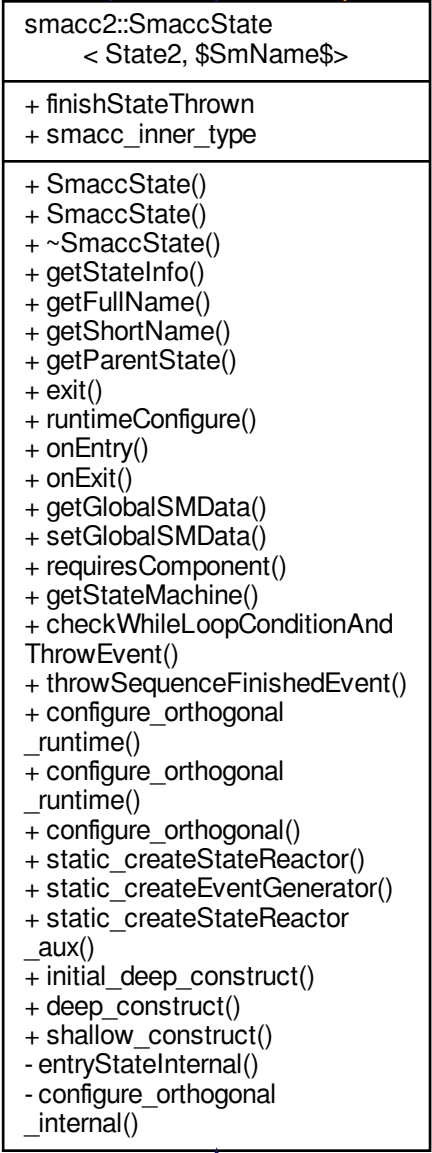 smacc2::SmaccState
< State2, $SmName$>
+ finishStateThrown
+ smacc_inner_type
+ SmaccState()
+ SmaccState()
+ ~SmaccState()
+ getStateInfo()
+ getFullName()
+ getShortName()
+ getParentState()
+ exit()
+ runtimeConfigure()
+ onEntry()
+ onExit()
+ getGlobalSMData()
+ setGlobalSMData()
+ requiresComponent()
+ getStateMachine()
+ checkWhileLoopConditionAnd
ThrowEvent()
+ throwSequenceFinishedEvent()
+ configure_orthogonal
_runtime()
+ configure_orthogonal
_runtime()
+ configure_orthogonal()
+ static_createStateReactor()
+ static_createEventGenerator()
+ static_createStateReactor
_aux()
+ initial_deep_construct()
+ deep_construct()
+ shallow_construct()
- entryStateInternal()
- configure_orthogonal
_internal()